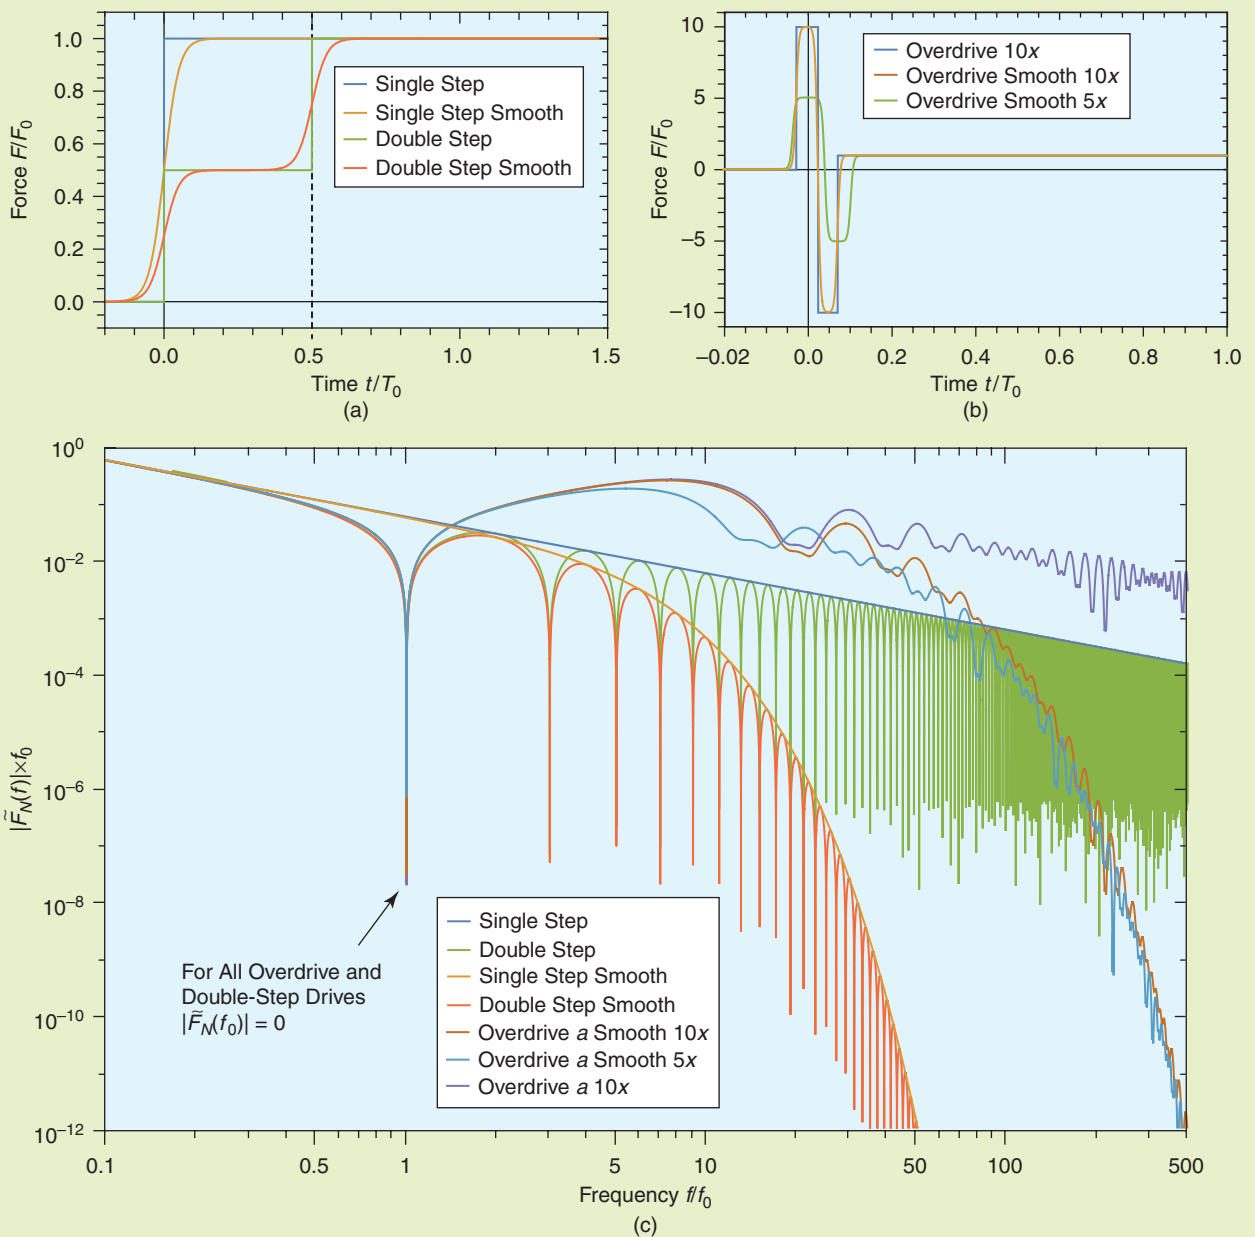 1.0
0.8
0.6
0.4
0.2
0.0
Force F/F₀
Single Step
Single Step Smooth
Double Step
Double Step Smooth
0.0 0.5 1.0 1.5
Time t/T₀
(a)
10
5
0
−5
−10
Force F/F₀
Overdrive 10x
Overdrive Smooth 10x
Overdrive Smooth 5x
−0.02 0.0 0.2 0.4 0.6 0.8 1.0
Time t/T₀
(b)
10⁰
10⁻²
10⁻⁴
10⁻⁶
10⁻⁸
10⁻¹⁰
10⁻¹²
|F̃_N(f)|×f₀
For All Overdrive and
Double-Step Drives
|F̃_N(f₀)| = 0
Single Step
Double Step
Single Step Smooth
Double Step Smooth
Overdrive a Smooth 10x
Overdrive a Smooth 5x
Overdrive a 10x
0.1 0.5 1 5 10 50 100 500
Frequency f/f₀
(c)